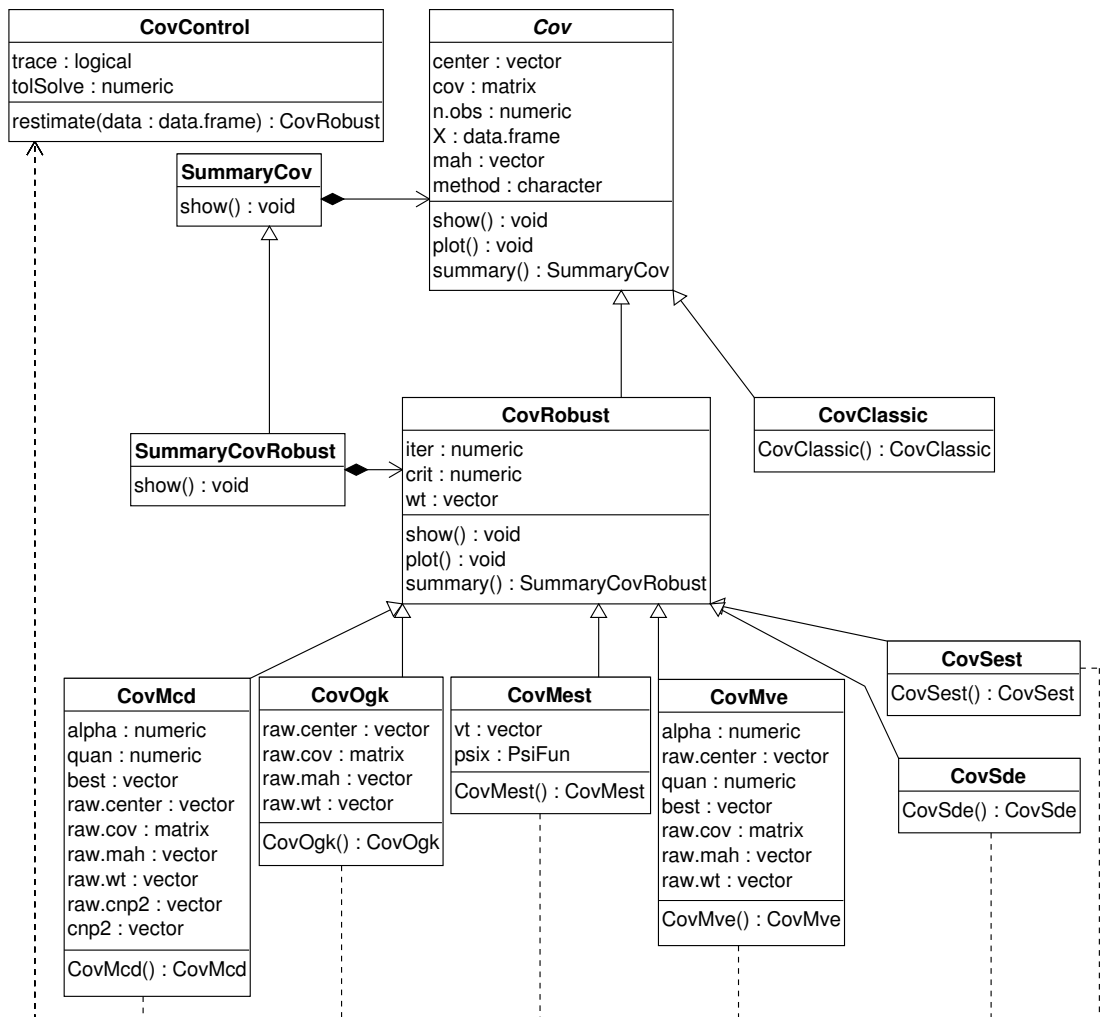 CovControl
trace : logical
tolSolve : numeric
restimate(data : data.frame) : CovRobust
Cov
center : vector
cov : matrix
n.obs : numeric
X : data.frame
mah : vector
method : character
show() : void
plot() : void
summary() : SummaryCov
SummaryCov
show() : void
CovRobust
iter : numeric
crit : numeric
wt : vector
show() : void
plot() : void
summary() : SummaryCovRobust
CovClassic
CovClassic() : CovClassic
SummaryCovRobust
show() : void
CovMcd
alpha : numeric
quan : numeric
best : vector
raw.center : vector
raw.cov : matrix
raw.mah : vector
raw.wt : vector
raw.cnp2 : vector
cnp2 : vector
CovMcd() : CovMcd
CovOgk
raw.center : vector
raw.cov : matrix
raw.mah : vector
raw.wt : vector
CovOgk() : CovOgk
CovMest
vt : vector
psix : PsiFun
CovMest() : CovMest
CovMve
alpha : numeric
raw.center : vector
quan : numeric
best : vector
raw.cov : matrix
raw.mah : vector
raw.wt : vector
CovMve() : CovMve
CovSest
CovSest() : CovSest
CovSde
CovSde() : CovSde